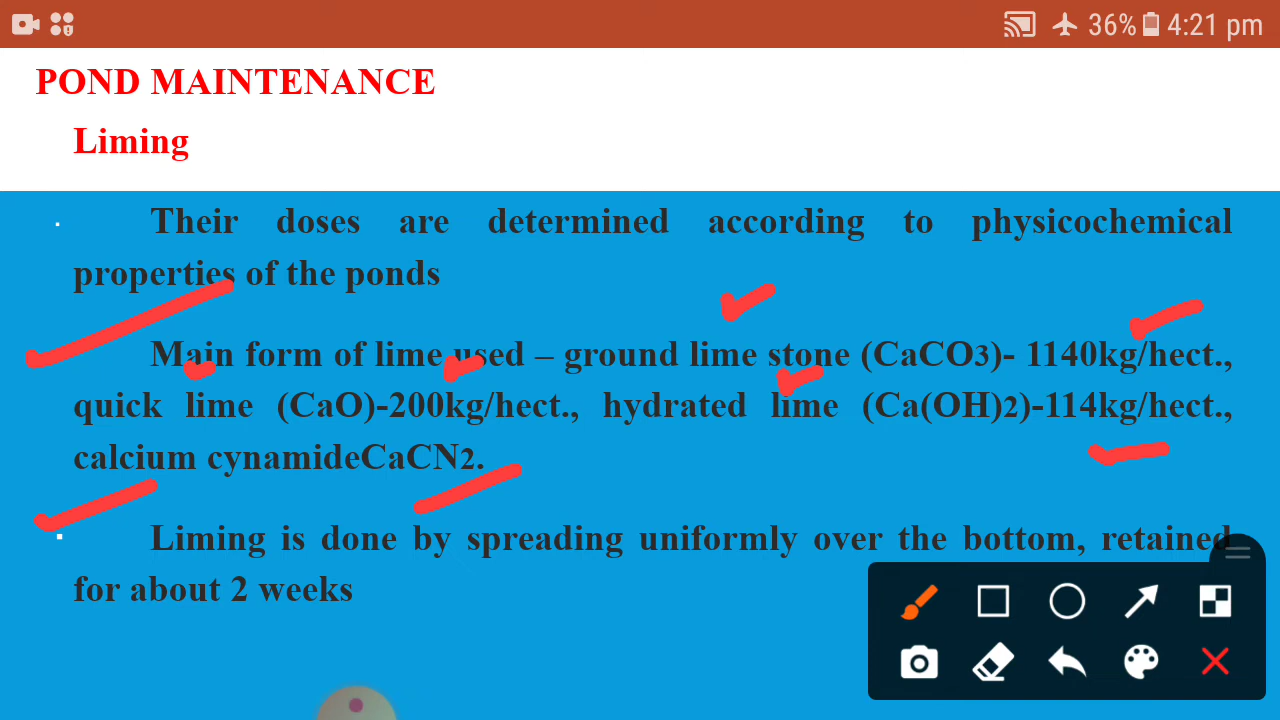 36% 4:21 pm
POND MAINTENANCE
Liming
Their doses are determined according to physicochemical
properties of the ponds
Main form of lime used – ground lime stone (CaCO3)- 1140kg/hect.,
quick lime (CaO)-200kg/hect., hydrated lime (Ca(OH)2)-114kg/hect.,
calcium cynamideCaCN2.
Liming is done by spreading uniformly over the bottom, retained
for about 2 weeks